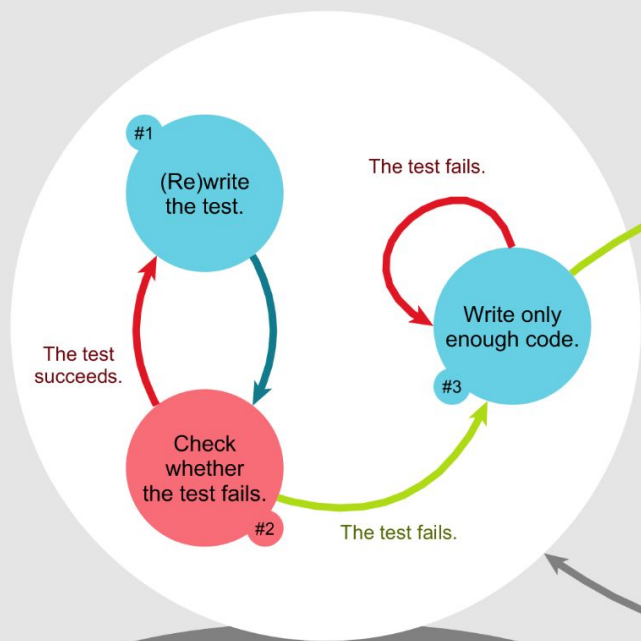 #1
(Re)write
the test.
The test fails.
Write only
enough code.
#3
The test
succeeds.
Check
whether
the test fails.
#2
The test fails.